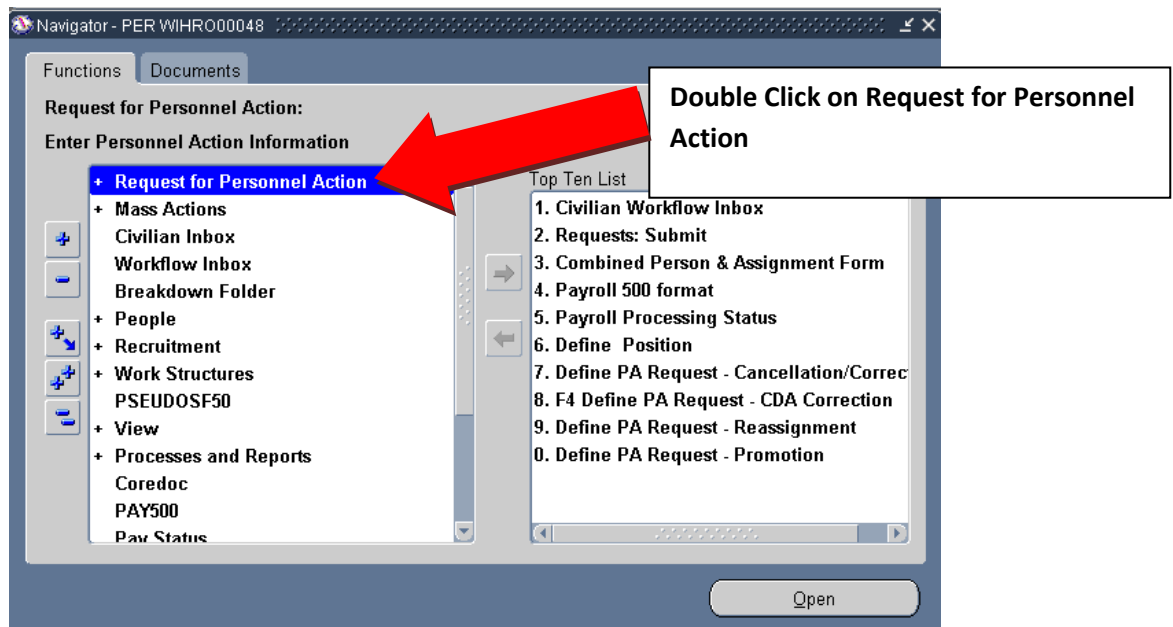 Navigator - PER WIHRO00048
Functions
Documents
Double Click on Request for Personnel
Action
Request for Personnel Action:
Enter Personnel Action Information
+ Request for Personnel Action
+ Mass Actions
Civilian Inbox
Workflow Inbox
Breakdown Folder
+ People
+ Recruitment
+ Work Structures
PSEUDOSF50
+ View
+ Processes and Reports
Coredoc
PAY500
Pay Status
Top Ten List
1. Civilian Workflow Inbox
2. Requests: Submit
3. Combined Person & Assignment Form
4. Payroll 500 format
5. Payroll Processing Status
6. Define  Position
7. Define PA Request - Cancellation/Correc
8. F4 Define PA Request - CDA Correction
9. Define PA Request - Reassignment
0. Define PA Request - Promotion
Open